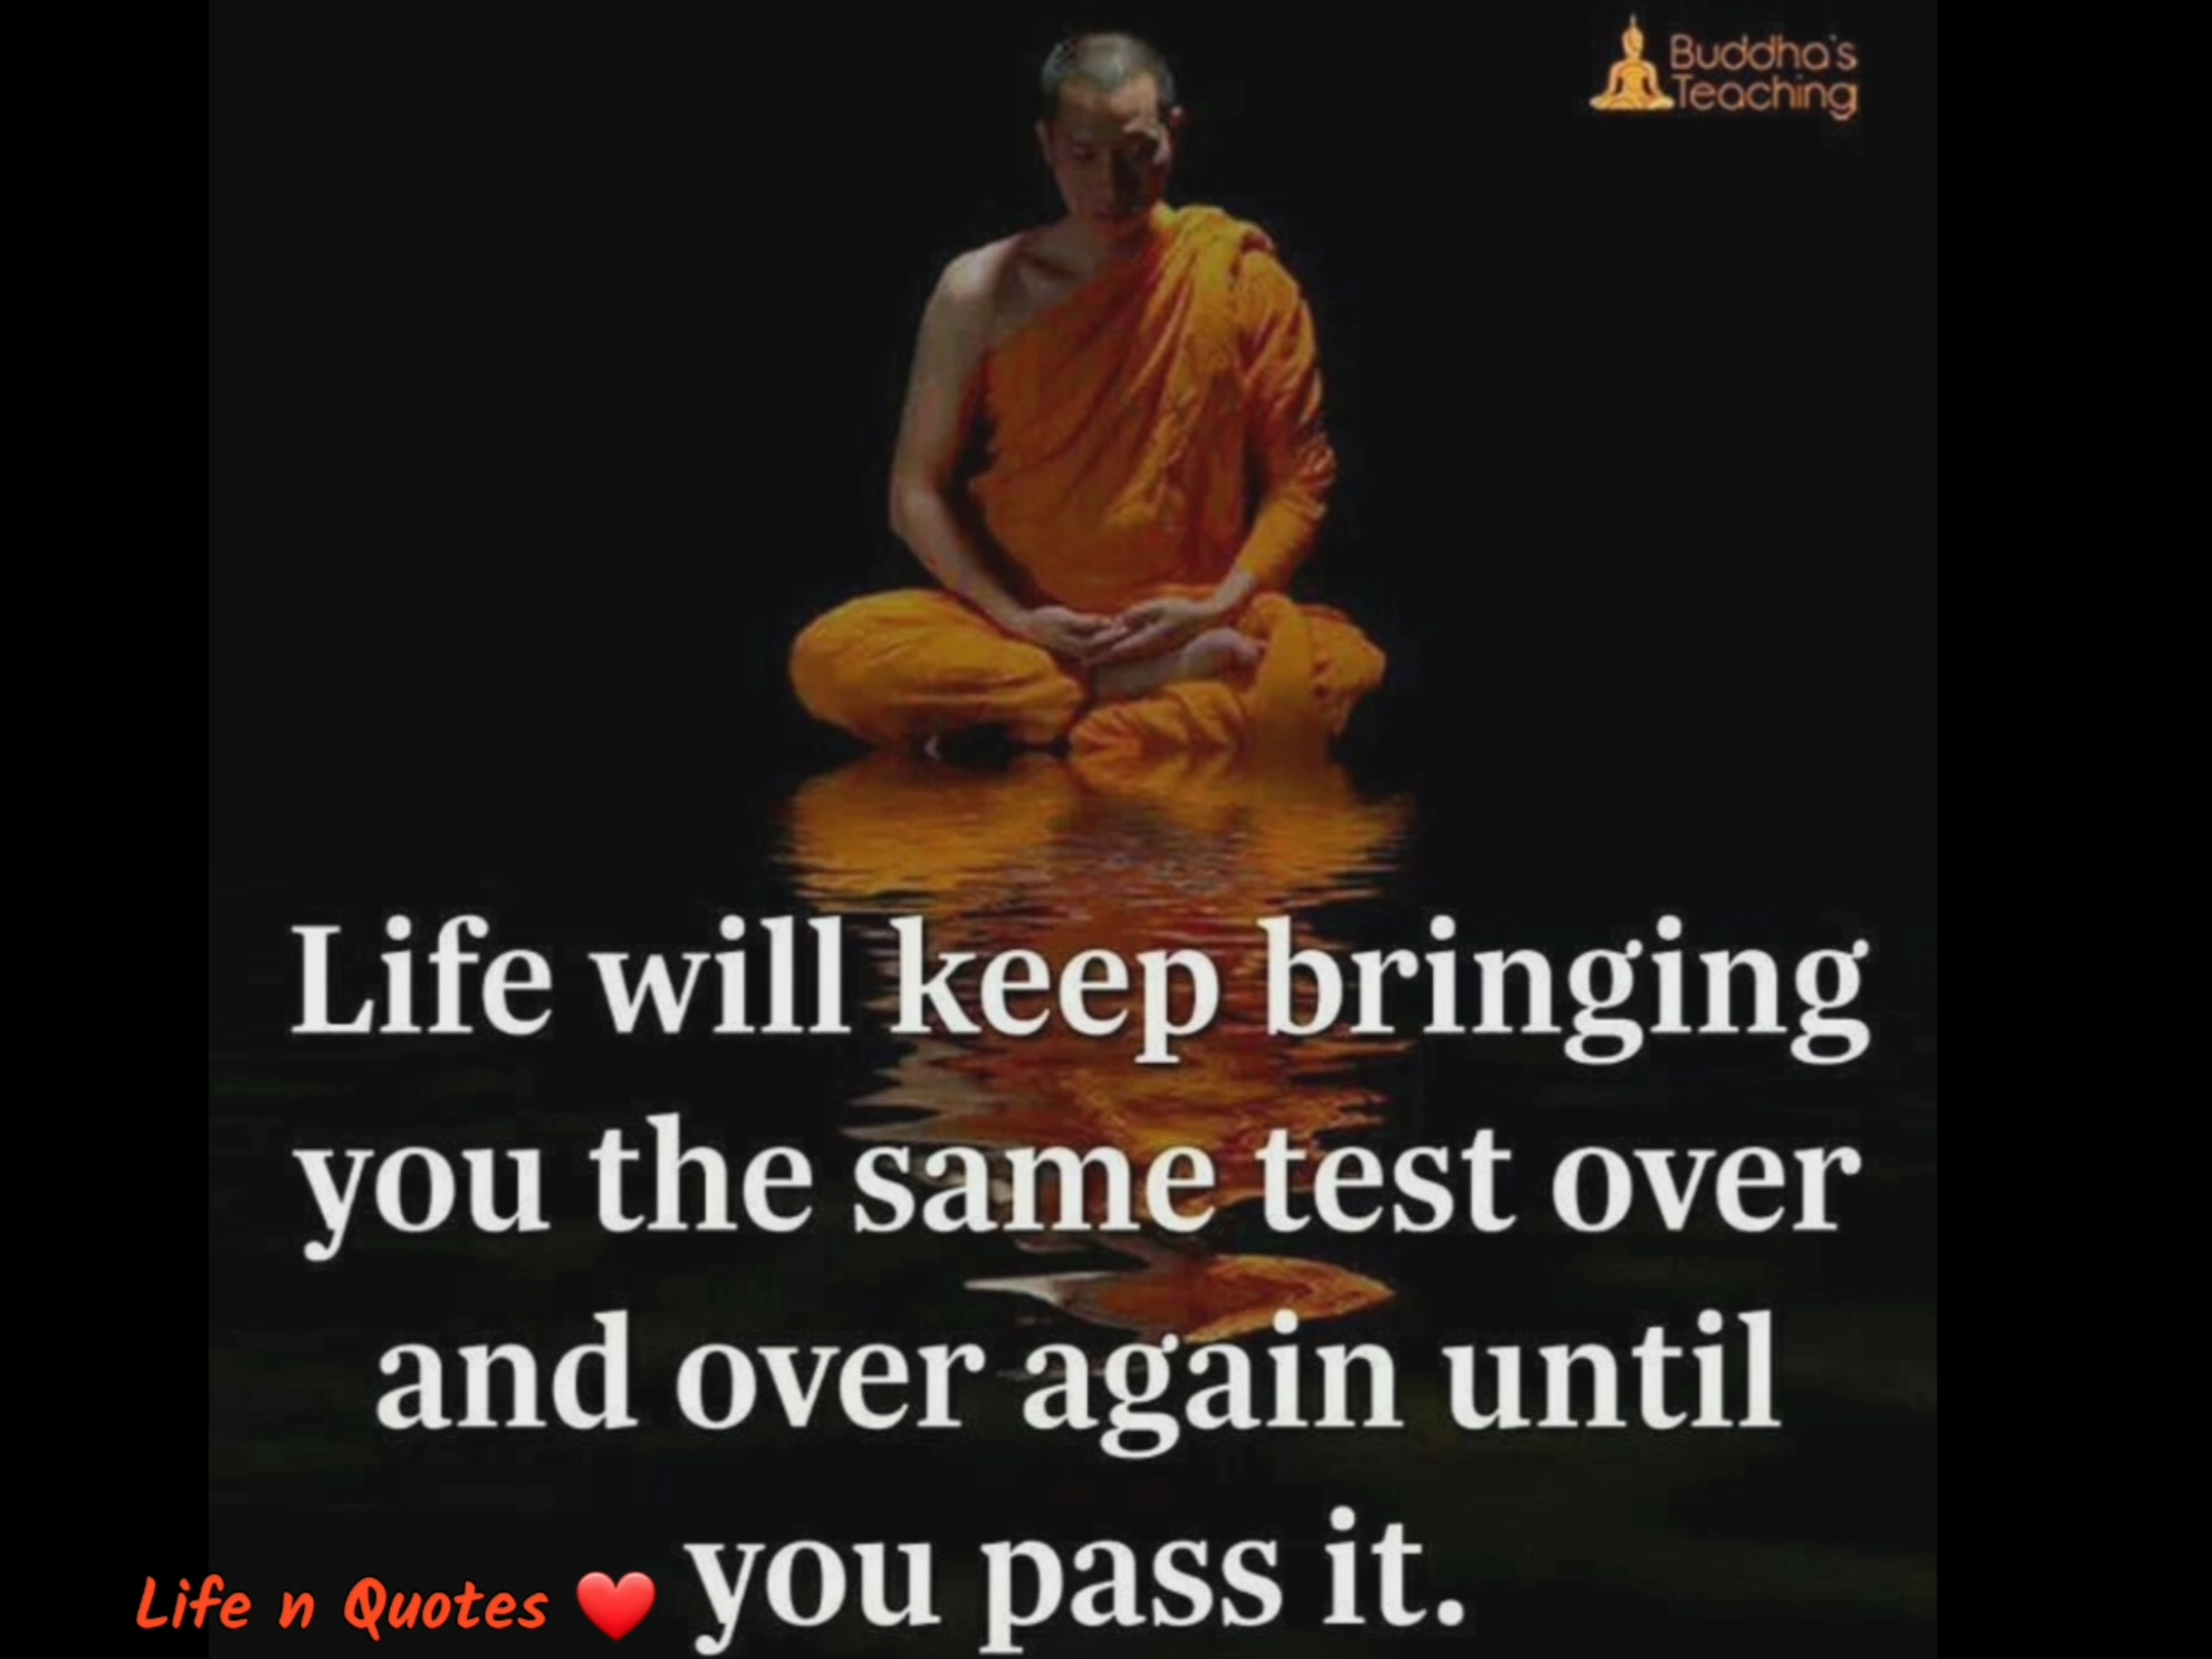 Buddha's
Teaching
Life will keep bringing
you the same test over
and over again until
you pass it.
Life n Quotes ❤️